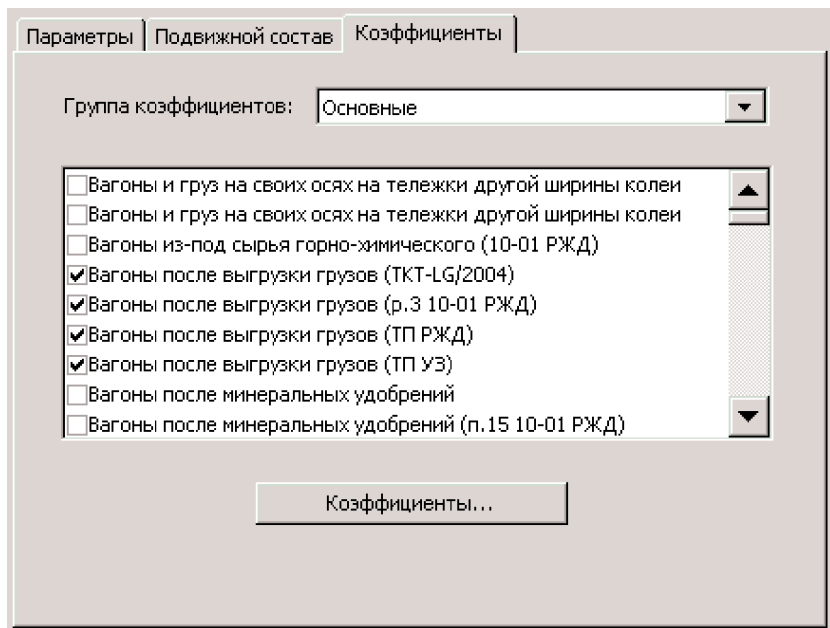 Параметры Подвижной состав Коэффициенты
Группа коэффициентов: Основные
Вагоны и груз на своих осях на тележки другой ширины колеи
Вагоны и груз на своих осях на тележки другой ширины колеи
Вагоны из-под сырья горно-химического (10-01 РЖД)
Вагоны после выгрузки грузов (TKT-LG/2004)
Вагоны после выгрузки грузов (р.3 10-01 РЖД)
Вагоны после выгрузки грузов (ТП РЖД)
Вагоны после выгрузки грузов (ТП УЗ)
Вагоны после минеральных удобрений
Вагоны после минеральных удобрений (п.15 10-01 РЖД)
Коэффициенты...